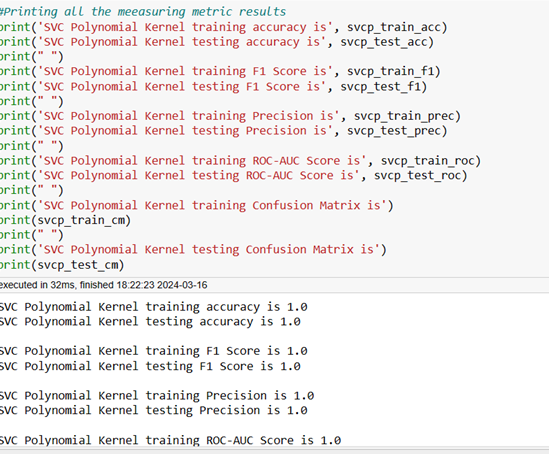 #Printing all the meeasuring metric results
print('SVC Polynomial Kernel training accuracy is', svcp_train_acc)
print('SVC Polynomial Kernel testing accuracy is', svcp_test_acc)
print(" ")
print('SVC Polynomial Kernel training F1 Score is', svcp_train_f1)
print('SVC Polynomial Kernel testing F1 Score is', svcp_test_f1)
print(" ")
print('SVC Polynomial Kernel training Precision is', svcp_train_prec)
print('SVC Polynomial Kernel testing Precision is', svcp_test_prec)
print(" ")
print('SVC Polynomial Kernel training ROC-AUC Score is', svcp_train_roc)
print('SVC Polynomial Kernel testing ROC-AUC Score is', svcp_test_roc)
print(" ")
print('SVC Polynomial Kernel training Confusion Matrix is')
print(svcp_train_cm)
print(" ")
print('SVC Polynomial Kernel testing Confusion Matrix is')
print(svcp_test_cm)
executed in 32ms, finished 18:22:23 2024-03-16
SVC Polynomial Kernel training accuracy is 1.0
SVC Polynomial Kernel testing accuracy is 1.0
SVC Polynomial Kernel training F1 Score is 1.0
SVC Polynomial Kernel testing F1 Score is 1.0
SVC Polynomial Kernel training Precision is 1.0
SVC Polynomial Kernel testing Precision is 1.0
SVC Polynomial Kernel training ROC-AUC Score is 1.0